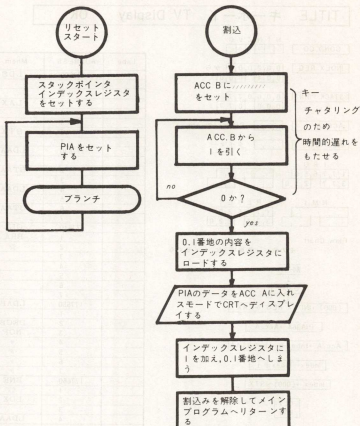 リセット
スタート
スタックポインタ
インデックスレジスタ
をセットする
PIAをセット
する
ブランチ
割込
ACC Bに.........
をセット
ACC.Bから
1を引く
no
0か?
yes
キー
チャタリング
のため
時間的遅れを
もたせる
0.1番地の内容を
インデックスレジスタに
ロードする
PIAのデータをACC Aに入れ
スモードでCRTへディスプレ
イする
インデックスレジスタに
1を加え,0.1番地へしま
う
割込みを解除してメイン
プログラムへリターンす
る